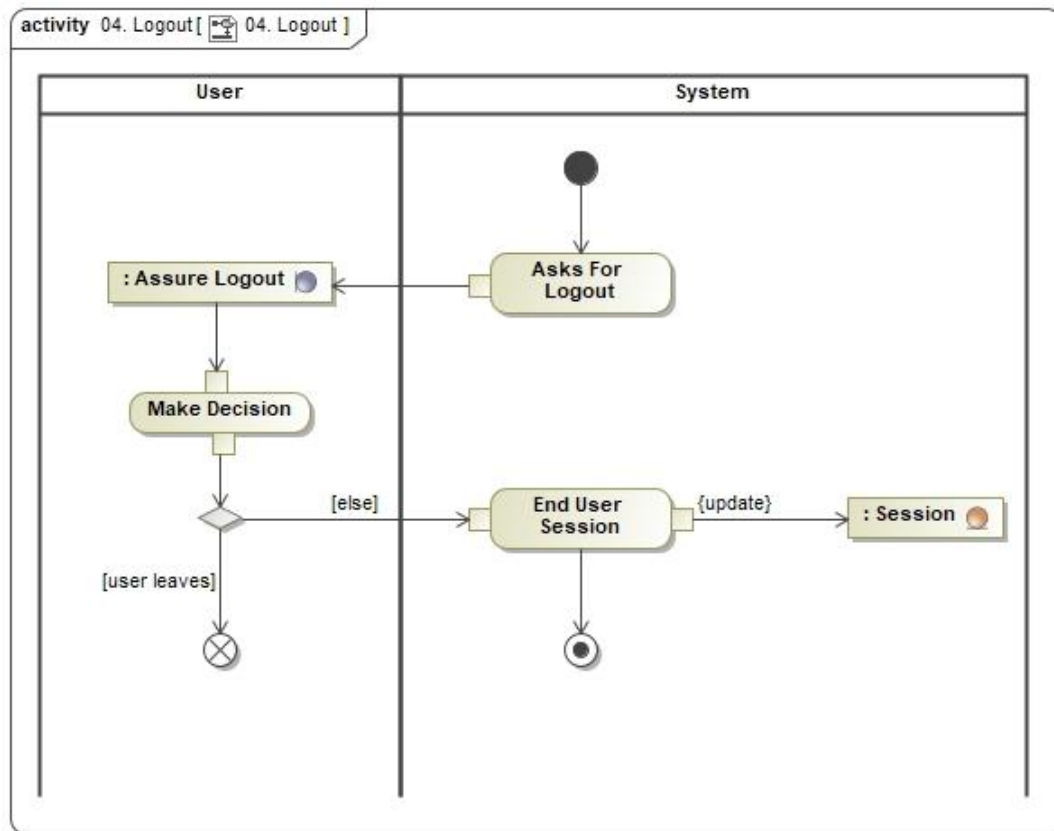 activity 04. Logout [ 04. Logout ]
User
System
Asks For
Logout
: Assure Logout
Make Decision
[else]
End User
Session
{update}
: Session
[user leaves]